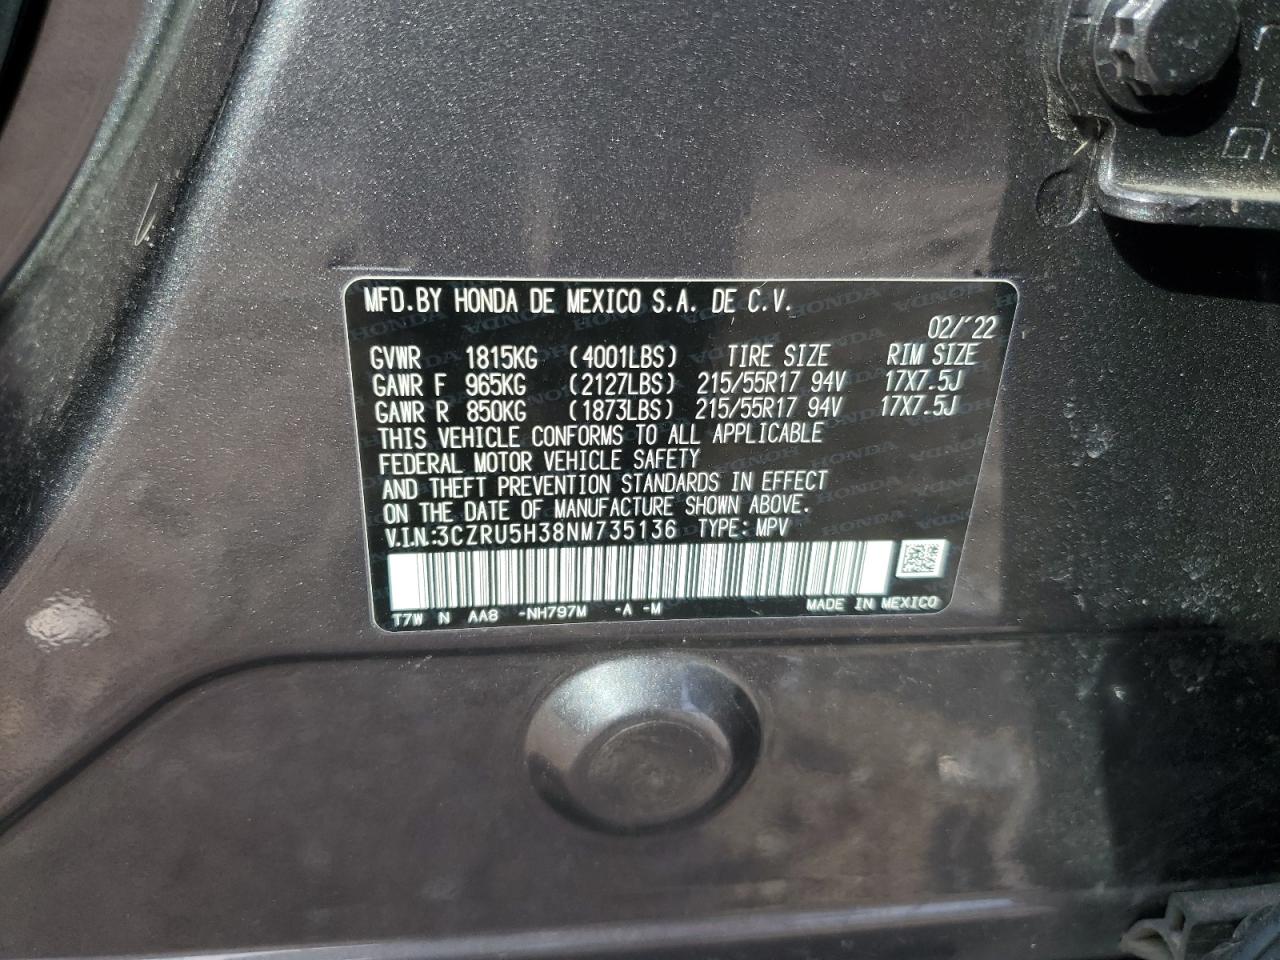 MFD.BY HONDA DE MEXICO S.A. DE C.V.
02/'22
GVWR 1815KG (4001LBS) TIRE SIZE RIM SIZE
GAWR F 965KG (2127LBS) 215/55R17 94V 17X7.5J
GAWR R 850KG (1873LBS) 215/55R17 94V 17X7.5J
THIS VEHICLE CONFORMS TO ALL APPLICABLE
FEDERAL MOTOR VEHICLE SAFETY
AND THEFT PREVENTION STANDARDS IN EFFECT
ON THE DATE OF MANUFACTURE SHOWN ABOVE.
V.I.N.:3CZRU5H38NM735136 TYPE:MPV
T7W N AA8 -NH797M -A -M MADE IN MEXICO